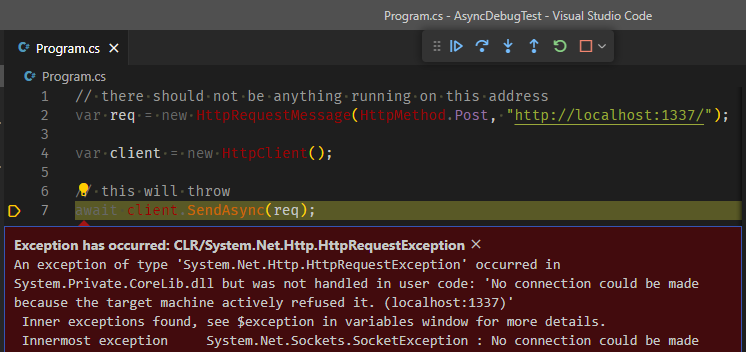 Program.cs - AsyncDebugTest - Visual Studio Code
C# Program.cs
C# Program.cs
1 // there should not be anything running on this address
2 var req = new HttpRequestMessage(HttpMethod.Post, "http://localhost:1337/");
3
4 var client = new HttpClient();
5
6 // this will throw
7 await client.SendAsync(req);
Exception has occurred: CLR/System.Net.Http.HttpRequestException
An exception of type 'System.Net.Http.HttpRequestException' occurred in
System.Private.CoreLib.dll but was not handled in user code: 'No connection could be made
because the target machine actively refused it. (localhost:1337)'
Inner exceptions found, see $exception in variables window for more details.
Innermost exception System.Net.Sockets.SocketException : No connection could be made